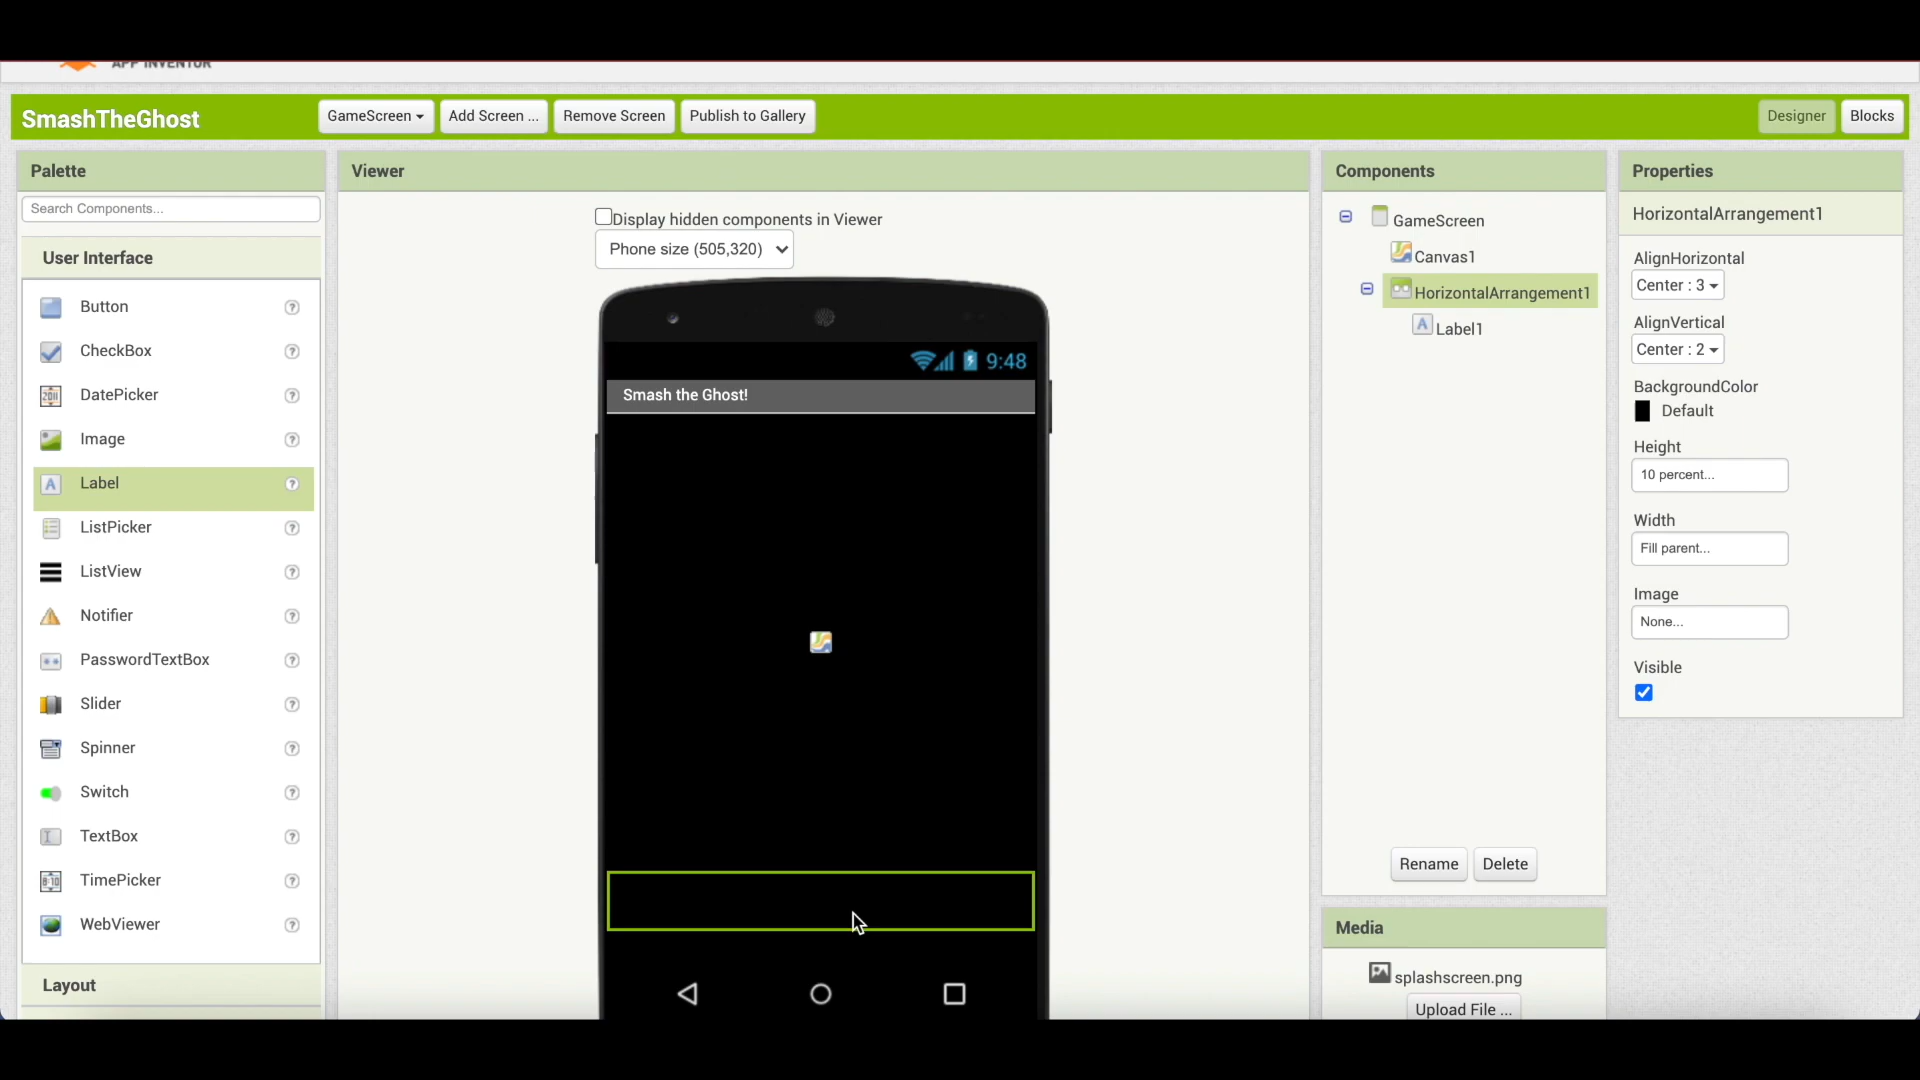 APP INVENTOR
SmashTheGhost
GameScreen
Add Screen ...
Remove Screen
Publish to Gallery
Designer
Blocks
Palette
Search Components...
User Interface
Button
CheckBox
DatePicker
Image
Label
ListPicker
ListView
Notifier
PasswordTextBox
Slider
Spinner
Switch
TextBox
TimePicker
WebViewer
Layout
Viewer
Display hidden components in Viewer
Phone size (505,320)
9:48
Smash the Ghost!
Components
GameScreen
Canvas1
HorizontalArrangement1
Label1
Rename
Delete
Media
splashscreen.png
Upload File ...
Properties
HorizontalArrangement1
AlignHorizontal
Center : 3
AlignVertical
Center : 2
BackgroundColor
Default
Height
10 percent...
Width
Fill parent...
Image
None...
Visible